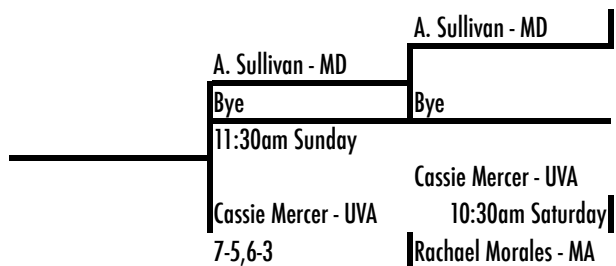 A. Sullivan - MD
A. Sullivan - MD
Bye
Bye
11:30am Sunday
Cassie Mercer - UVA
Cassie Mercer - UVA
10:30am Saturday
7-5,6-3
Rachael Morales - MA